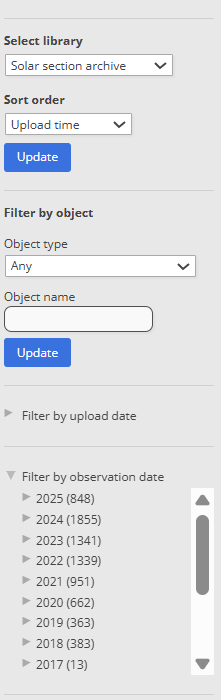 Select library
Solar section archive
Sort order
Upload time
Update
Filter by object
Object type
Any
Object name
Update
Filter by upload date
Filter by observation date
2025 (848)
2024 (1855)
2023 (1341)
2022 (1339)
2021 (951)
2020 (662)
2019 (363)
2018 (383)
2017 (13)